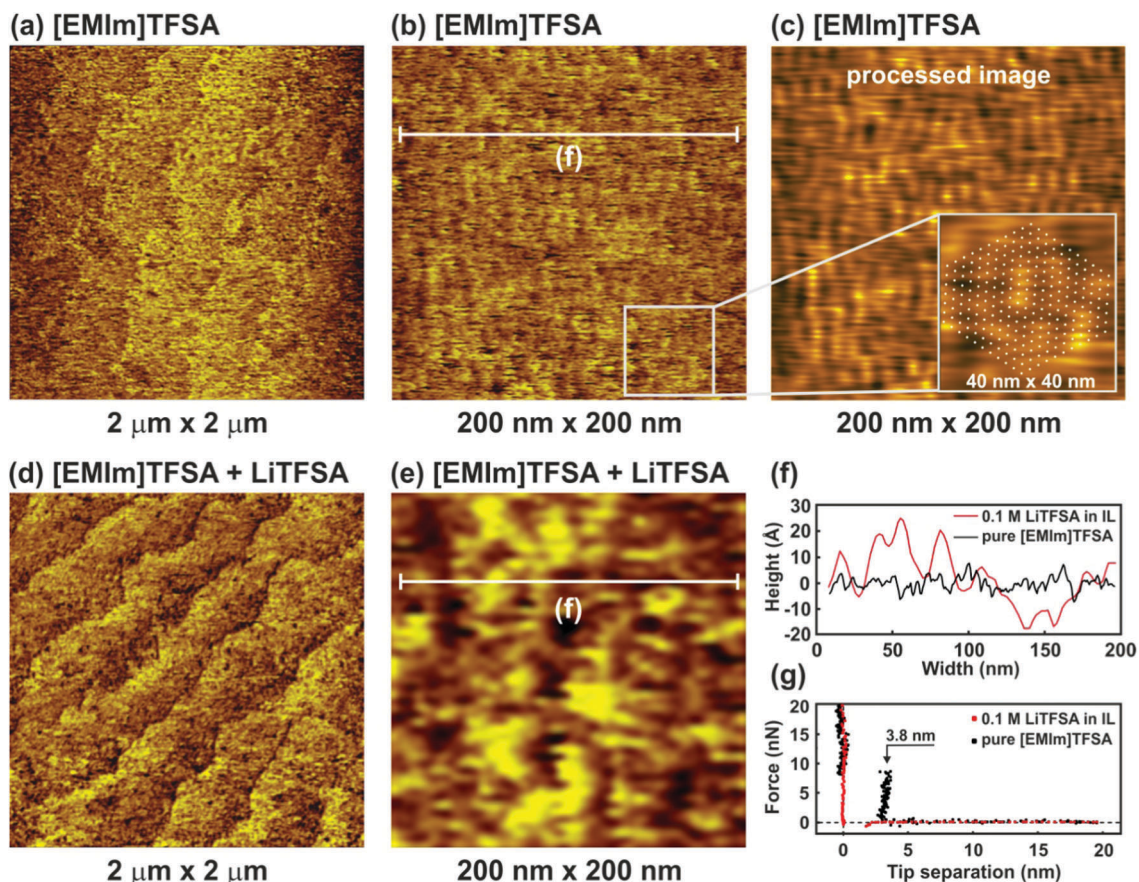 (a) [EMIm]TFSA
(b) [EMIm]TFSA
(c) [EMIm]TFSA
(f)
processed image
40 nm x 40 nm
2 μm x 2 μm
200 nm x 200 nm
200 nm x 200 nm
(d) [EMIm]TFSA + LiTFSA
(e) [EMIm]TFSA + LiTFSA
(f)
2 μm x 2 μm
200 nm x 200 nm
(f)
30
20
10
0
-10
-20
Height (Å)
0.1 M LiTFSA in IL
pure [EMIm]TFSA
0 50 100 150 200
Width (nm)
(g)
20
15
10
5
0
Force (nN)
3.8 nm
0.1 M LiTFSA in IL
pure [EMIm]TFSA
0 5 10 15 20
Tip separation (nm)